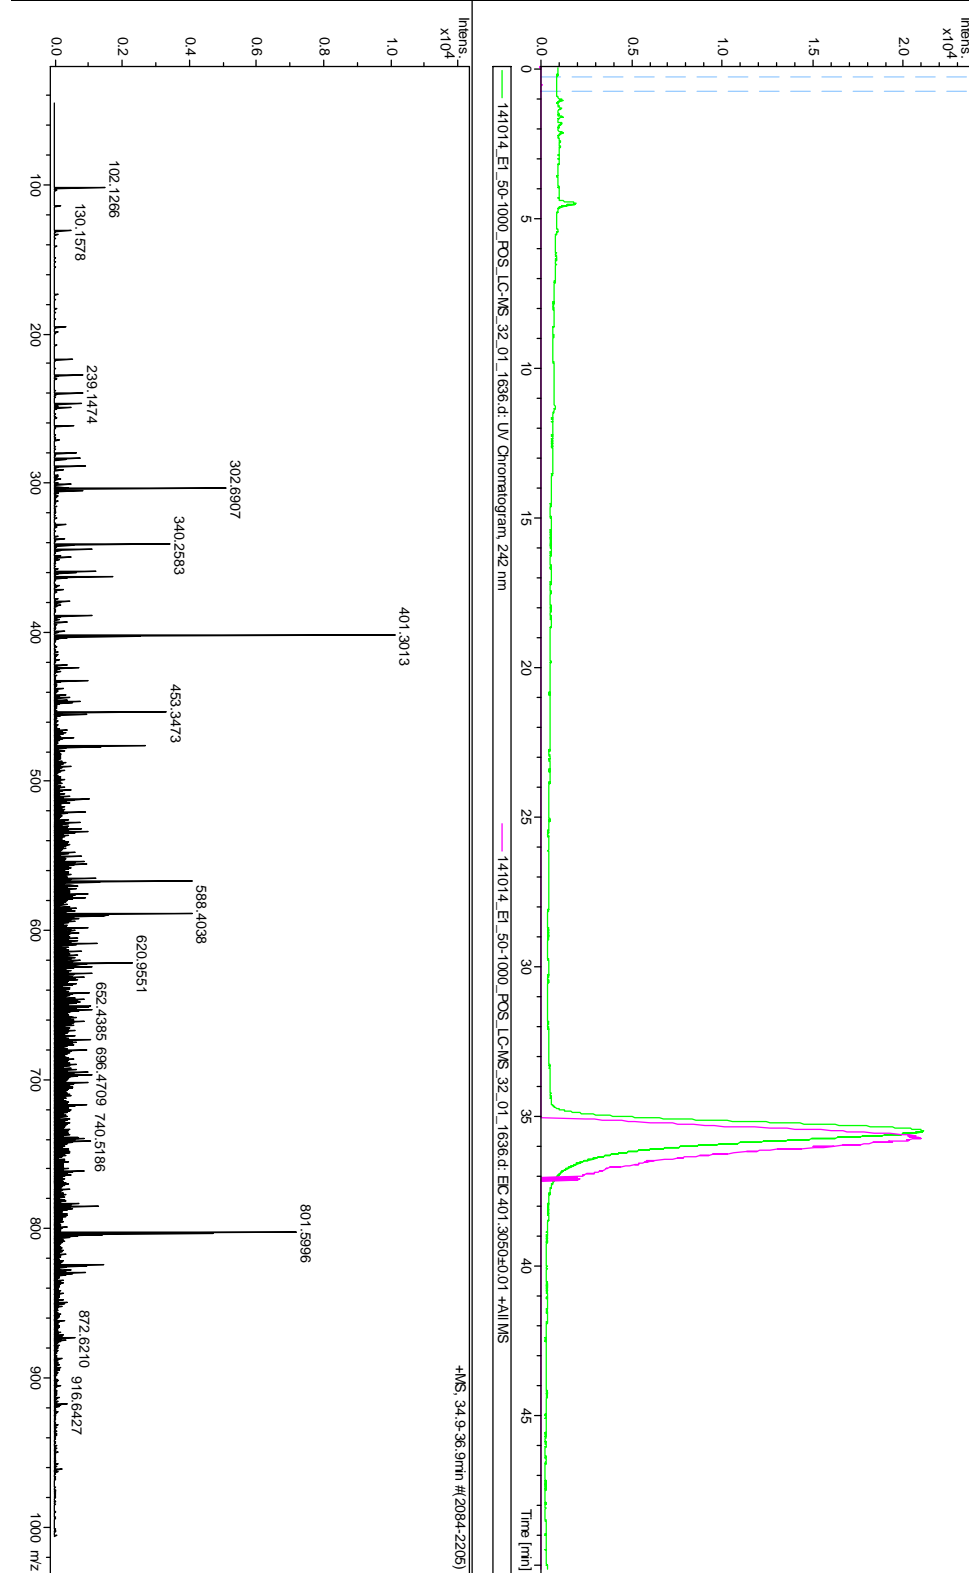 Intens.
x10⁴
2.0
1.5
1.0
0.5
0.0
0 5 10 15 20 25 30 35 40 45 Time [min]
141014_E1_50-1000_POS_LC-MS_32_01_1636.d: UV Chromatogram, 242 nm 141014_E1_50-1000_POS_LC-MS_32_01_1636.d: EIC 401.3050±0.01 +All MS
Intens.
x10⁴
+MS, 34.9-36.9min #(2084-2205)
1.0
0.8
0.6
0.4
0.2
0.0
401.3013
801.5996
302.6907
588.4038
340.2583
453.3473
620.9551
102.1266
652.4385 696.4709 740.5186
239.1474
130.1578
872.6210
916.6427
100 200 300 400 500 600 700 800 900 1000 m/z